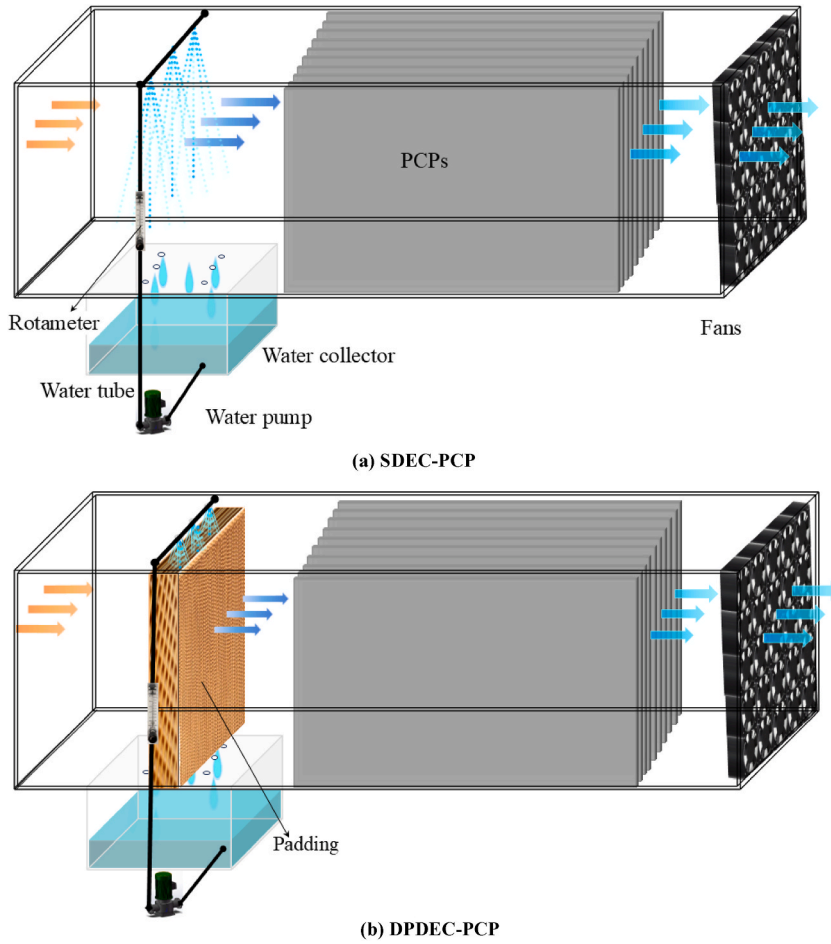 PCPs
Rotameter
Fans
Water collector
Water tube
Water pump
(a) SDEC-PCP
Padding
(b) DPDEC-PCP